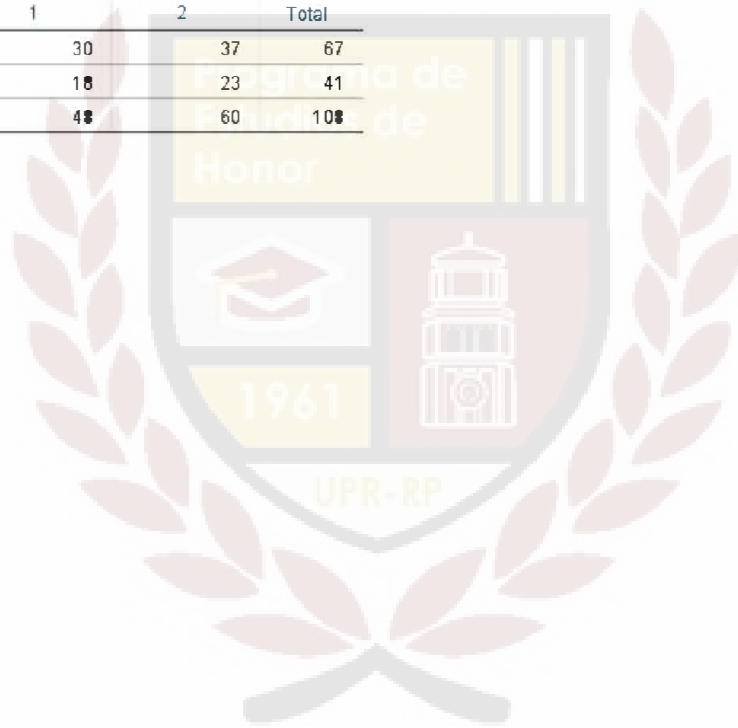 1 2 Total
30 37 67
18 23 41
48 60 108
Programa de
Estudios de
Honor
1961
UPR-RP